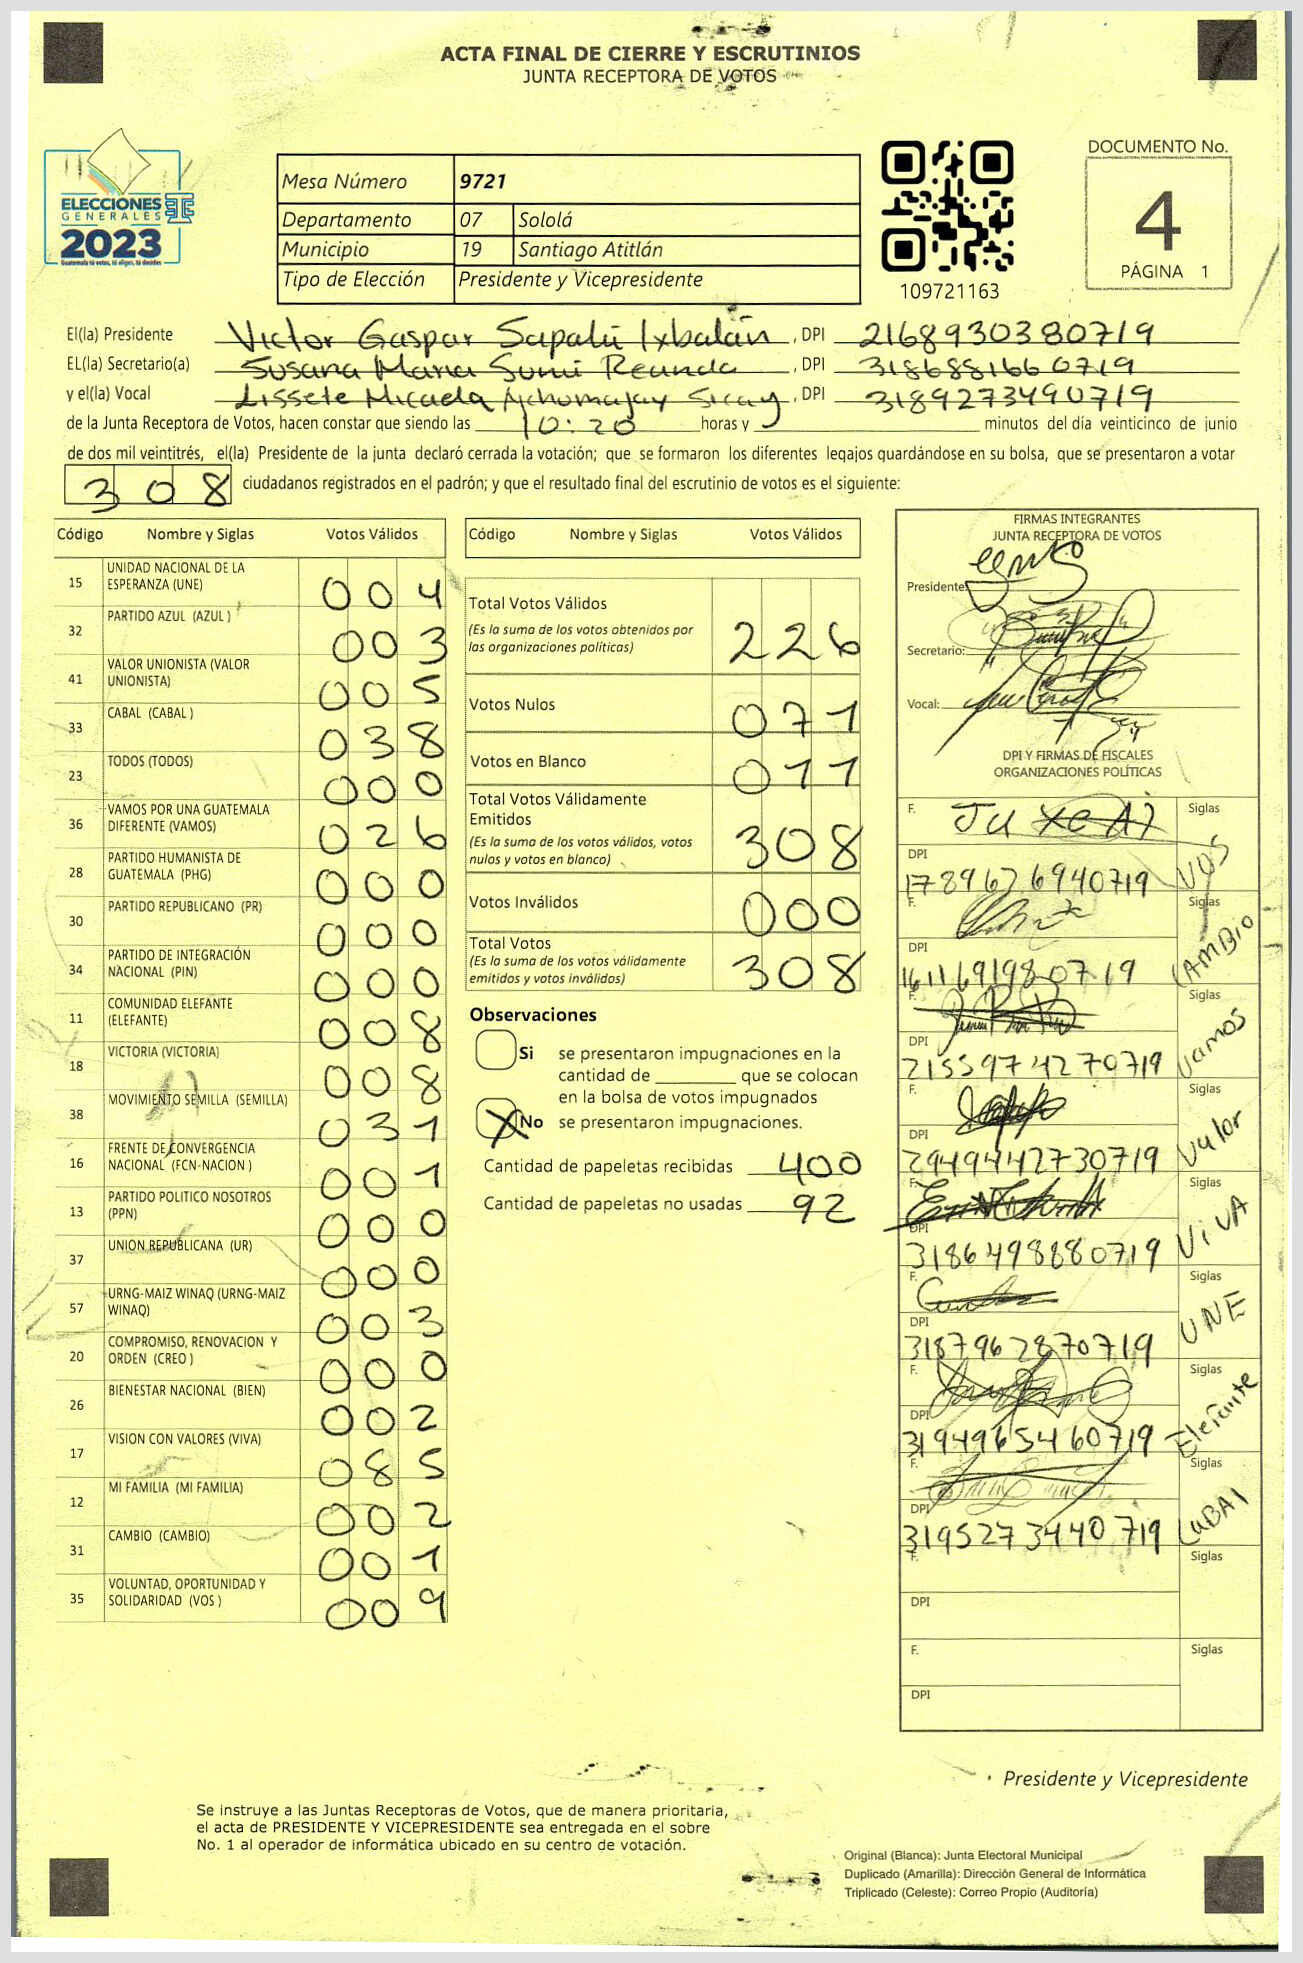 ACTA FINAL DE CIERRE Y ESCRUTINIOS
JUNTA RECEPTORA DE VOTOS
ELECCIONES
GENERALES
2023
Guatemala tú votas, tú eliges, tú decides
Mesa Número 9721
Departamento 07 Sololá
Municipio 19 Santiago Atitlán
Tipo de Elección Presidente y Vicepresidente
109721163
DOCUMENTO No.
4
PÁGINA 1
El(la) Presidente Victor Gaspar Sapalú Ixbalán, DPI 2168930380719
EL(la) Secretario(a) Susana Maria Sumi Reanda, DPI 3186881660719
y el(la) Vocal Lissete Micaela Achomajay Sicay, DPI 3189273490719
de la Junta Receptora de Votos, hacen constar que siendo las 10:20 horas y minutos del día veinticinco de junio
de dos mil veintitrés, el(la) Presidente de la junta declaró cerrada la votación; que se formaron los diferentes legajos guardándose en su bolsa, que se presentaron a votar
308 ciudadanos registrados en el padrón; y que el resultado final del escrutinio de votos es el siguiente:
Código Nombre y Siglas Votos Válidos
15 UNIDAD NACIONAL DE LA ESPERANZA (UNE) 004
32 PARTIDO AZUL (AZUL ) 003
41 VALOR UNIONISTA (VALOR UNIONISTA) 005
33 CABAL (CABAL ) 038
23 TODOS (TODOS) 000
36 VAMOS POR UNA GUATEMALA DIFERENTE (VAMOS) 026
28 PARTIDO HUMANISTA DE GUATEMALA (PHG) 000
30 PARTIDO REPUBLICANO (PR) 000
34 PARTIDO DE INTEGRACIÓN NACIONAL (PIN) 000
11 COMUNIDAD ELEFANTE (ELEFANTE) 008
18 VICTORIA (VICTORIA) 008
38 MOVIMIENTO SEMILLA (SEMILLA) 031
16 FRENTE DE CONVERGENCIA NACIONAL (FCN-NACION ) 001
13 PARTIDO POLITICO NOSOTROS (PPN) 000
37 UNION REPUBLICANA (UR) 000
57 URNG-MAIZ WINAQ (URNG-MAIZ WINAQ) 003
20 COMPROMISO, RENOVACION Y ORDEN (CREO ) 000
26 BIENESTAR NACIONAL (BIEN) 002
17 VISION CON VALORES (VIVA) 085
12 MI FAMILIA (MI FAMILIA) 002
31 CAMBIO (CAMBIO) 001
35 VOLUNTAD, OPORTUNIDAD Y SOLIDARIDAD (VOS ) 009
Código Nombre y Siglas Votos Válidos
Total Votos Válidos 226
(Es la suma de los votos obtenidos por las organizaciones políticas)
Votos Nulos 071
Votos en Blanco 011
Total Votos Válidamente Emitidos 308
(Es la suma de los votos válidos, votos nulos y votos en blanco)
Votos Inválidos 000
Total Votos 308
(Es la suma de los votos válidamente emitidos y votos inválidos)
Observaciones
Si se presentaron impugnaciones en la
cantidad de ________ que se colocan
en la bolsa de votos impugnados
X No se presentaron impugnaciones.
Cantidad de papeletas recibidas 400
Cantidad de papeletas no usadas 92
FIRMAS INTEGRANTES
JUNTA RECEPTORA DE VOTOS
Presidente:
Secretario:
Vocal:
DPI Y FIRMAS DE FISCALES
ORGANIZACIONES POLÍTICAS
F. Siglas VOS
DPI 1789676940719
F. Siglas CAMBIO
DPI 1611691980719
F. Siglas Vamos
DPI 2155974270719
F. Siglas Valor
DPI 2949442730719
F. Siglas ViVA
DPI 3186498880719
F. Siglas UNE
DPI 3187962870719
F. Siglas Elefante
DPI 3194965460719
F. Siglas CABAl
DPI 3195273440719
F. Siglas
DPI
F. Siglas
DPI
Presidente y Vicepresidente
Se instruye a las Juntas Receptoras de Votos, que de manera prioritaria,
el acta de PRESIDENTE Y VICEPRESIDENTE sea entregada en el sobre
No. 1 al operador de informática ubicado en su centro de votación.
Original (Blanca): Junta Electoral Municipal
Duplicado (Amarilla): Dirección General de Informática
Triplicado (Celeste): Correo Propio (Auditoría)